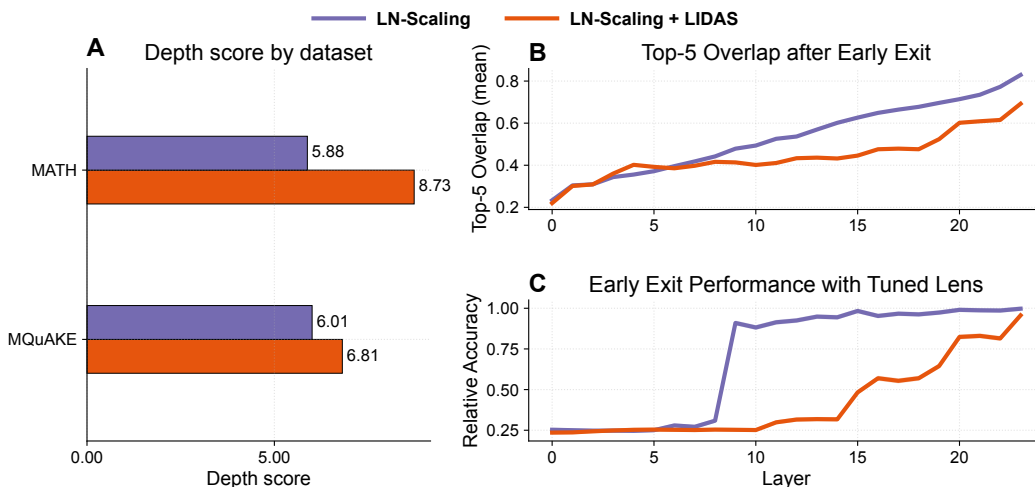 LN-Scaling
LN-Scaling + LIDAS
A
Depth score by dataset
MATH
MQuAKE
5.88
8.73
6.01
6.81
0.00
5.00
Depth score
B
Top-5 Overlap after Early Exit
Top-5 Overlap (mean)
0.8
0.6
0.4
0.2
0
5
10
15
20
C
Early Exit Performance with Tuned Lens
Relative Accuracy
1.00
0.75
0.50
0.25
0
5
10
15
20
Layer